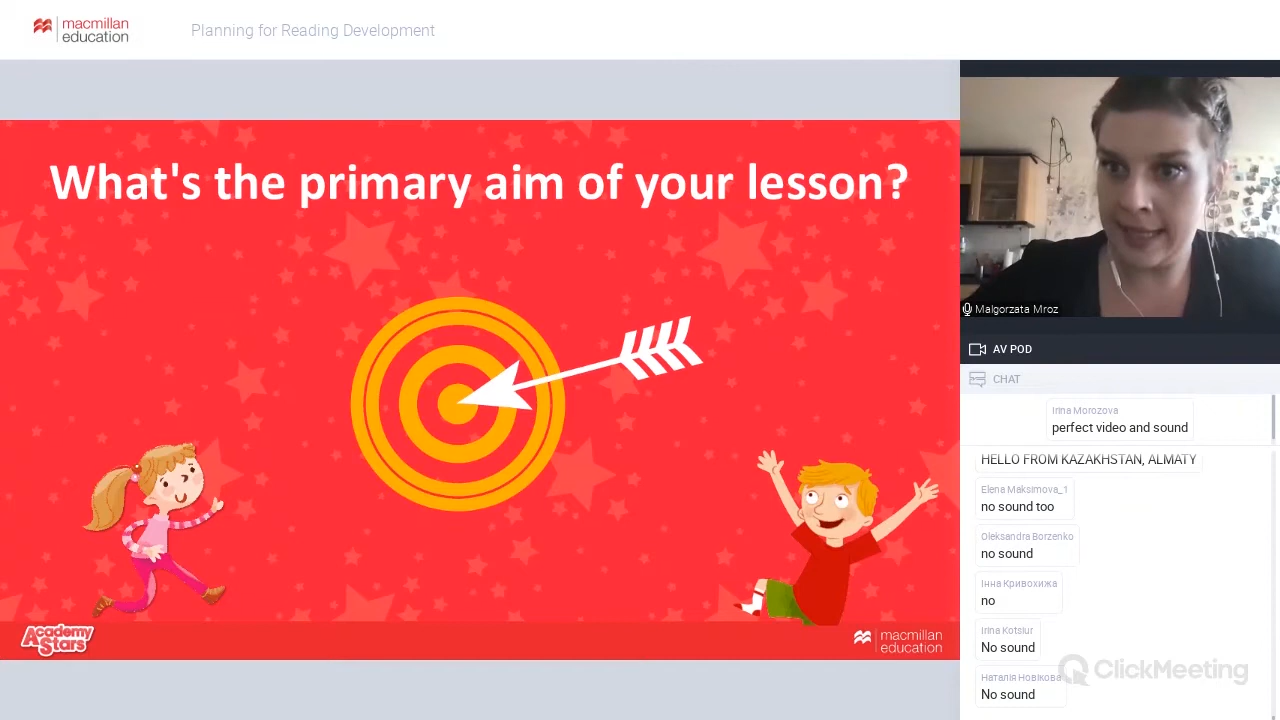 macmillan
education
Planning for Reading Development
What's the primary aim of your lesson?
Academy
Stars
macmillan
education
Malgorzata Mroz
AV POD
CHAT
Irina Morozova
perfect video and sound
HELLO FROM KAZAKHSTAN, ALMATY
Elena Maksimova_1
no sound too
Oleksandra Borzenko
no sound
Інна Кривохижа
no
Irina Kotsiur
No sound
Наталія Новікова
No sound
ClickMeeting